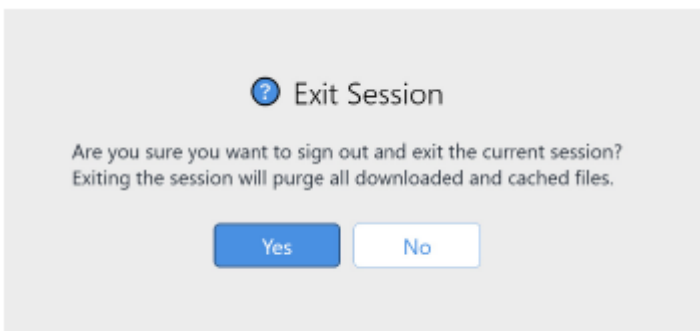 Exit Session
Are you sure you want to sign out and exit the current session?
Exiting the session will purge all downloaded and cached files.
Yes No